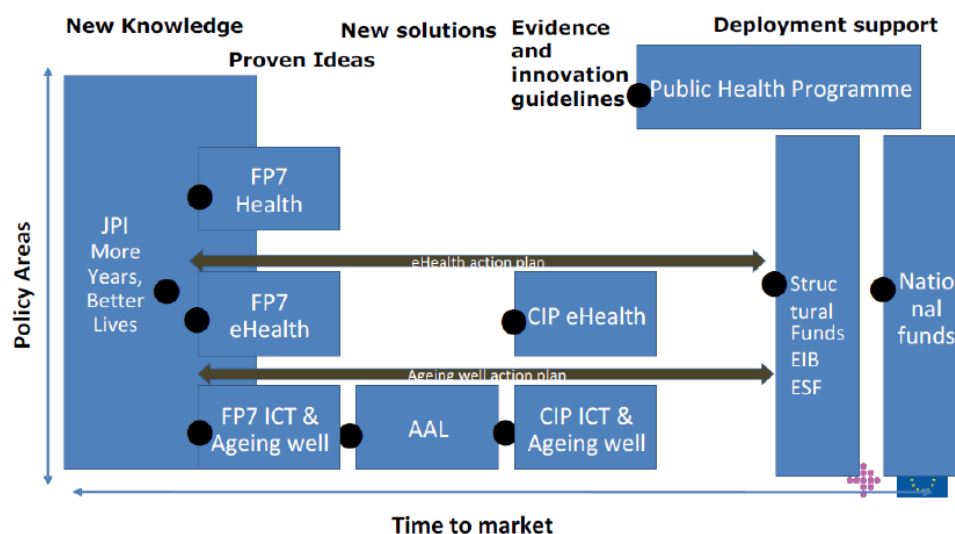 New Knowledge
Proven Ideas
New solutions
Evidence
and
innovation
guidelines
Deployment support
Public Health Programme
Policy Areas
JPI
More
Years,
Better
Lives
FP7
Health
eHealth action plan
FP7
eHealth
CIP eHealth
Ageing well action plan
FP7 ICT &
Ageing well
AAL
CIP ICT &
Ageing well
Struc
tural
Funds
EIB
ESF
Natio
nal
funds
Time to market